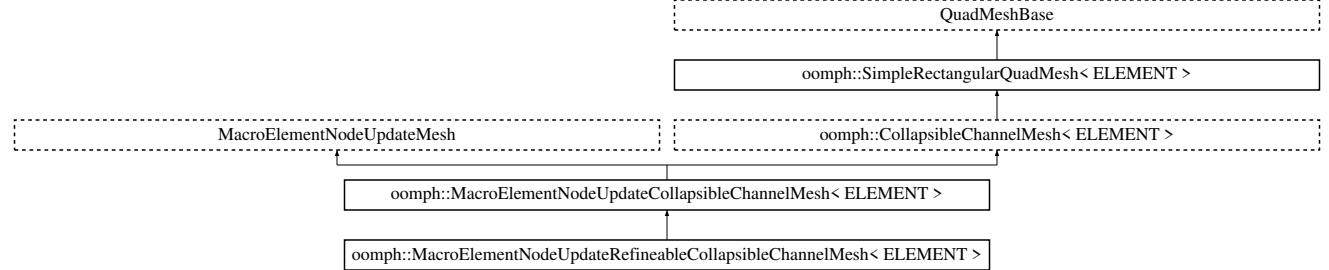 QuadMeshBase
oomph::SimpleRectangularQuadMesh< ELEMENT >
MacroElementNodeUpdateMesh
oomph::CollapsibleChannelMesh< ELEMENT >
oomph::MacroElementNodeUpdateCollapsibleChannelMesh< ELEMENT >
oomph::MacroElementNodeUpdateRefineableCollapsibleChannelMesh< ELEMENT >